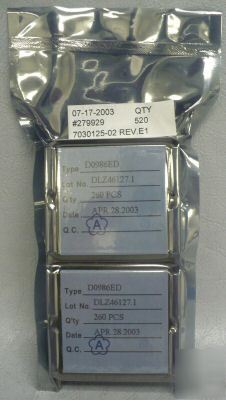 07-17-2003 QTY
#279929 520
7030125-02 REV.E1
Type D0986ED
Lot No. DLZ46127.1
Q'ty 260 PCS
Date APR 28.2003
Q.C. A
Type D0986ED
Lot No. DLZ46127.1
Q'ty 260 PCS
Date APR 28.2003
Q.C. A